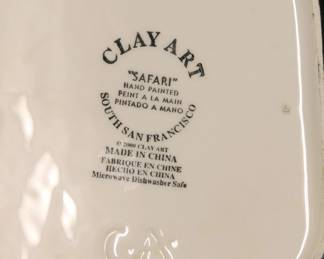 CLAY ART
"SAFARI"
HAND PAINTED
PEINT A LA MAIN
PINTADO A MANO
SOUTH SAN FRANCISCO
© 2000 CLAY ART
MADE IN CHINA
FABRIQUE EN CHINE
HECHO EN CHINA
Microwave Dishwasher Safe